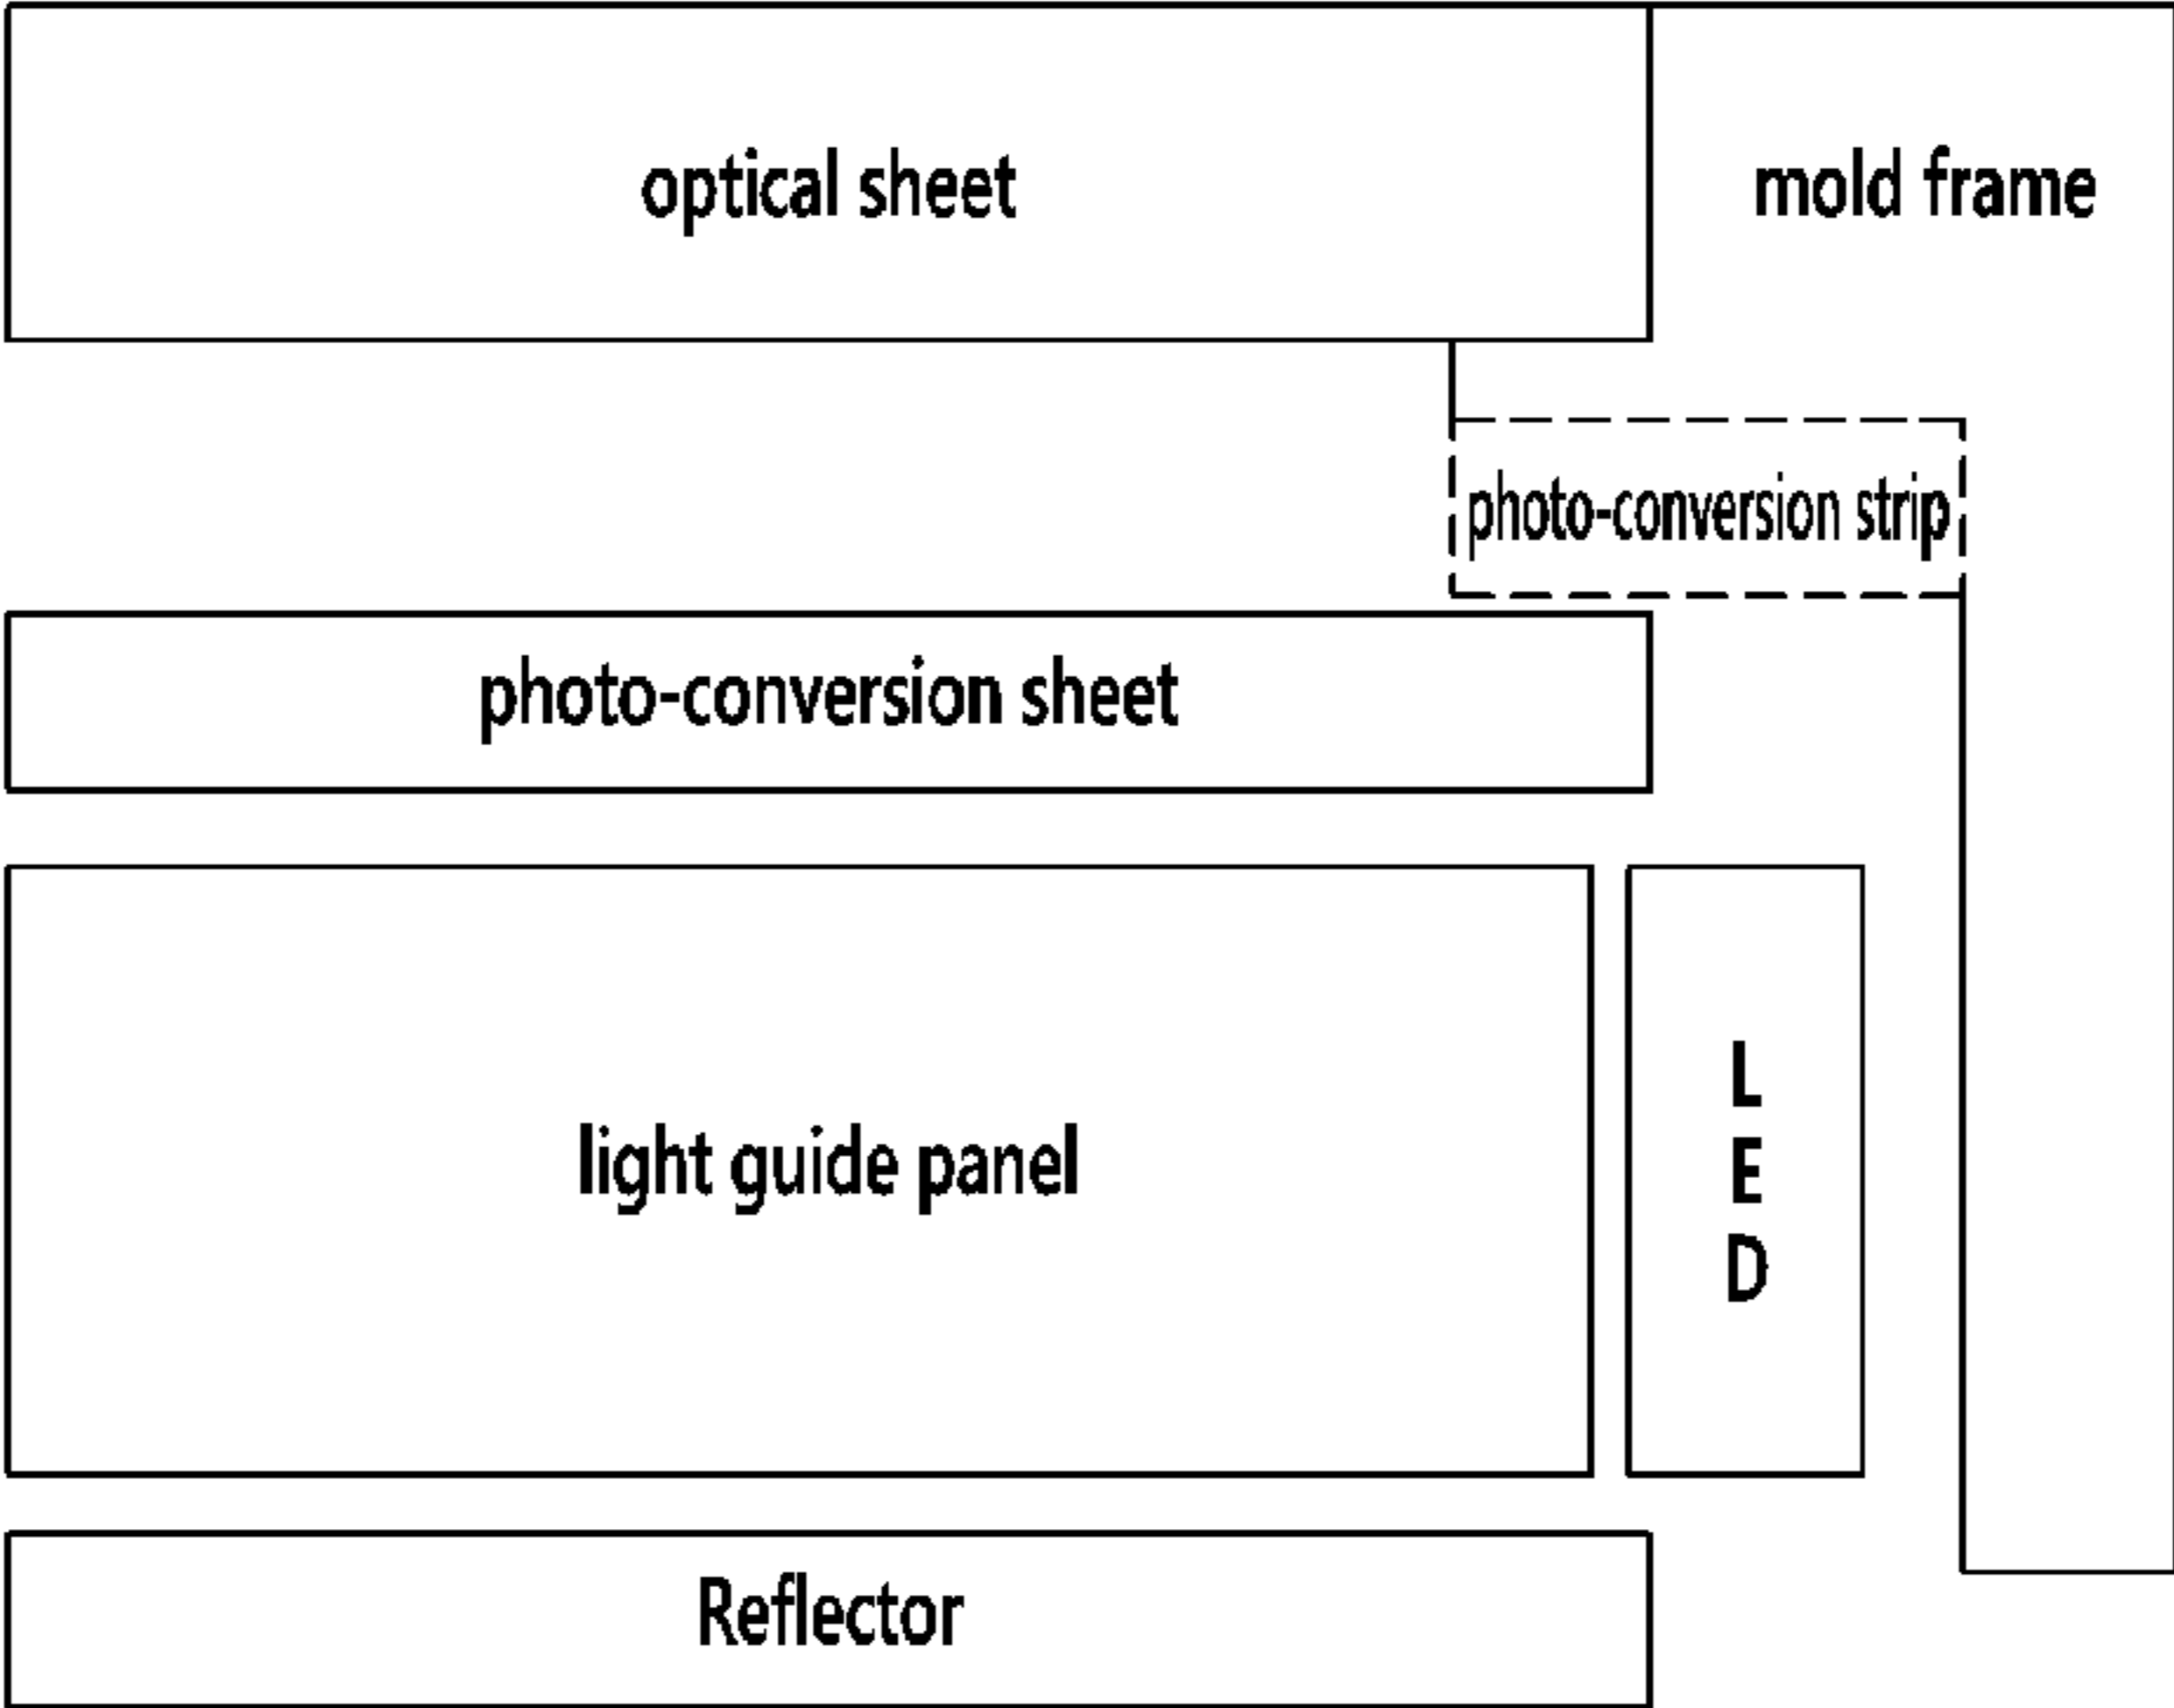 optical sheet
mold frame
photo-conversion strip
photo-conversion sheet
light guide panel
L
E
D
Reflector